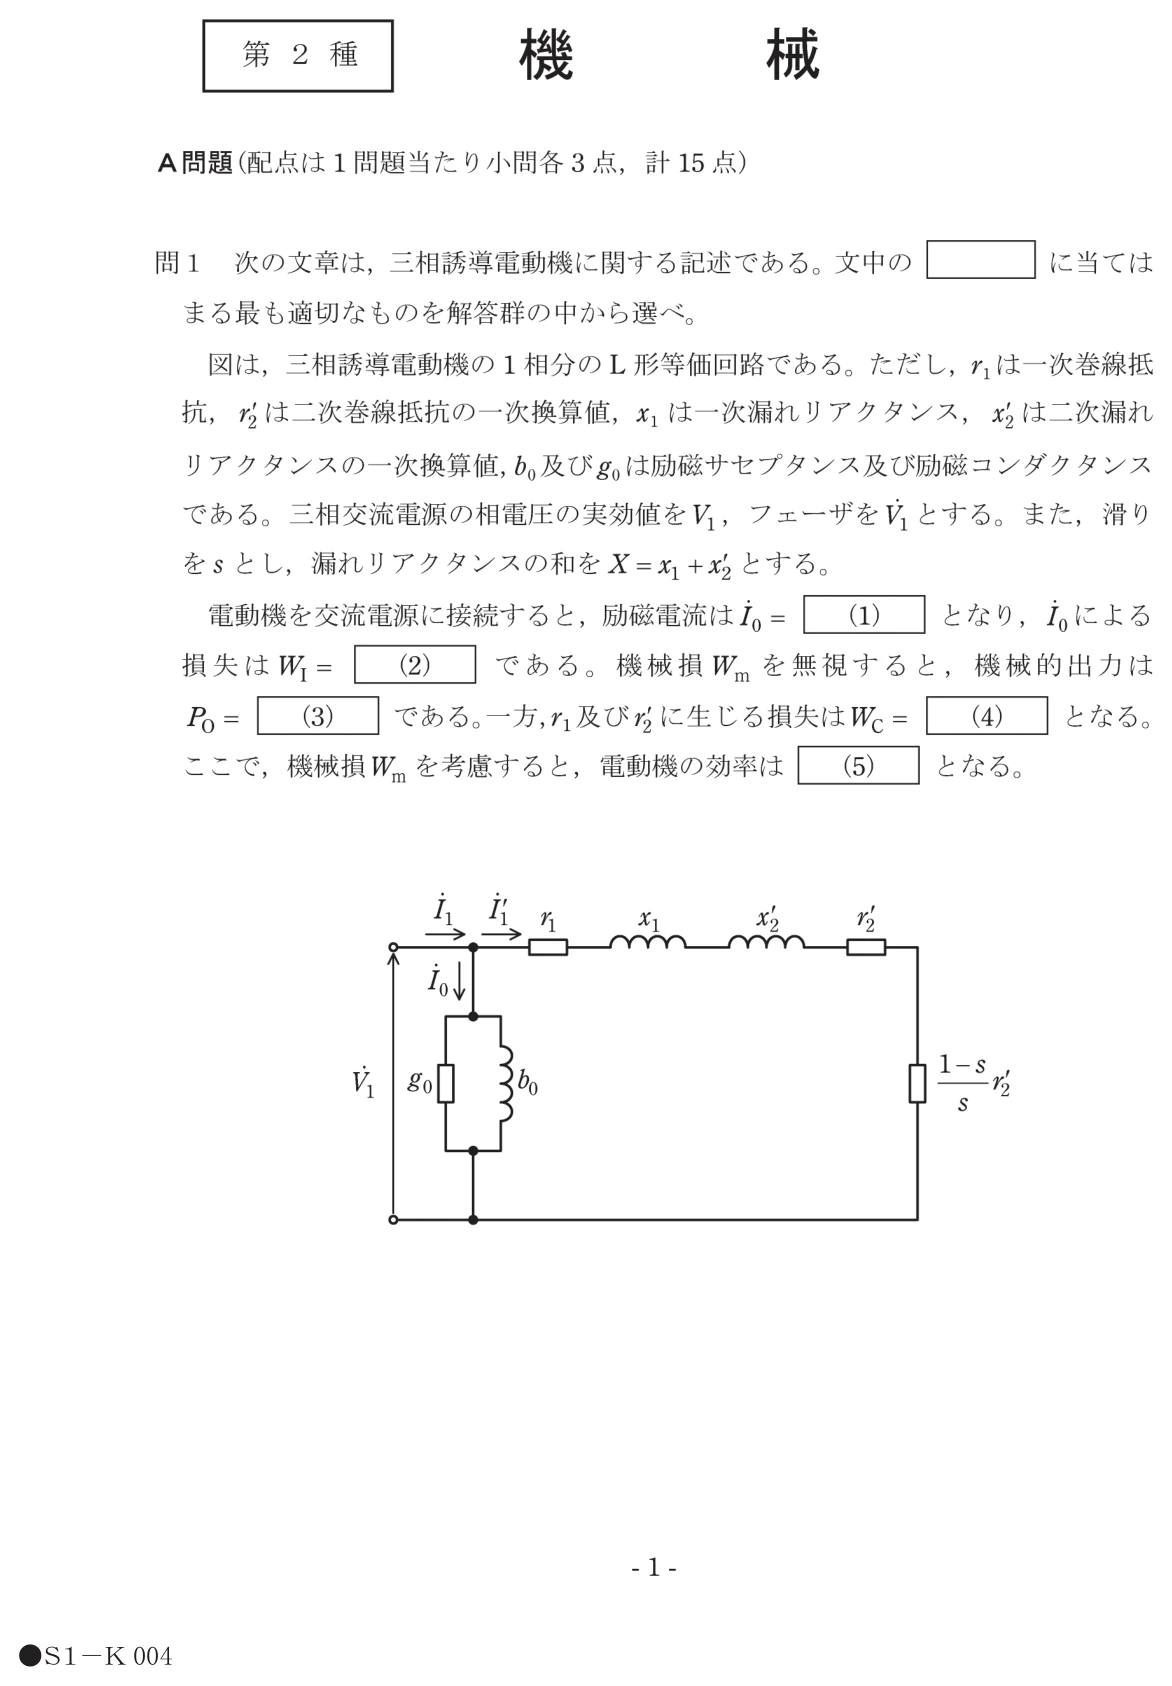 第 2 種 機 械
A問題(配点は1問題当たり小問各3点，計15点)
問1 次の文章は，三相誘導電動機に関する記述である。文中の に当ては
まる最も適切なものを解答群の中から選べ。
図は，三相誘導電動機の1相分のL形等価回路である。ただし，r₁は一次巻線抵
抗，r₂′は二次巻線抵抗の一次換算値，x₁は一次漏れリアクタンス，x₂′は二次漏れ
リアクタンスの一次換算値，b₀及びg₀は励磁サセプタンス及び励磁コンダクタンス
である。三相交流電源の相電圧の実効値をV₁，フェーザをV̇₁とする。また，滑り
をsとし，漏れリアクタンスの和をX = x₁ + x₂′とする。
電動機を交流電源に接続すると，励磁電流はİ₀ = (1) となり，İ₀による
損失はW_I = (2) である。機械損W_mを無視すると，機械的出力は
P_O = (3) である。一方，r₁及びr₂′に生じる損失はW_C = (4) となる。
ここで，機械損W_mを考慮すると，電動機の効率は (5) となる。
İ₁ İ₁′ r₁ x₁ x₂′ r₂′
İ₀
V̇₁ g₀ b₀ (1−s)/s r₂′
- 1 -
●S1－K 004